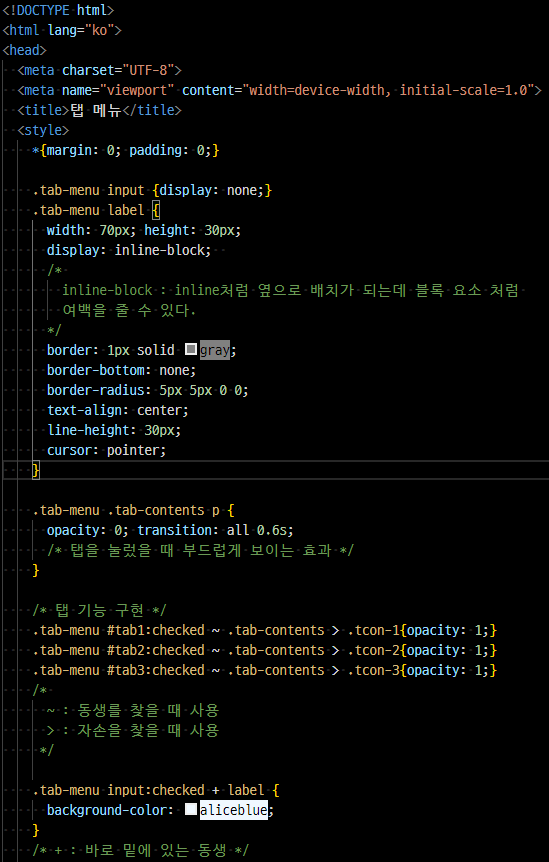 <!DOCTYPE html>
<html lang="ko">
<head>
<meta charset="UTF-8">
<meta name="viewport" content="width=device-width, initial-scale=1.0">
<title>탭 메뉴</title>
<style>
*{margin: 0; padding: 0;}
.tab-menu input {display: none;}
.tab-menu label {
width: 70px; height: 30px;
display: inline-block;
/*
inline-block : inline처럼 옆으로 배치가 되는데 블록 요소 처럼
여백을 줄 수 있다.
*/
border: 1px solid gray;
border-bottom: none;
border-radius: 5px 5px 0 0;
text-align: center;
line-height: 30px;
cursor: pointer;
}
.tab-menu .tab-contents p {
opacity: 0; transition: all 0.6s;
/* 탭을 눌렀을 때 부드럽게 보이는 효과 */
}
/* 탭 기능 구현 */
.tab-menu #tab1:checked ~ .tab-contents > .tcon-1{opacity: 1;}
.tab-menu #tab2:checked ~ .tab-contents > .tcon-2{opacity: 1;}
.tab-menu #tab3:checked ~ .tab-contents > .tcon-3{opacity: 1;}
/*
~ : 동생를 찾을 때 사용
> : 자손을 찾을 때 사용
*/
.tab-menu input:checked + label {
background-color: aliceblue;
}
/* + : 바로 밑에 있는 동생 */